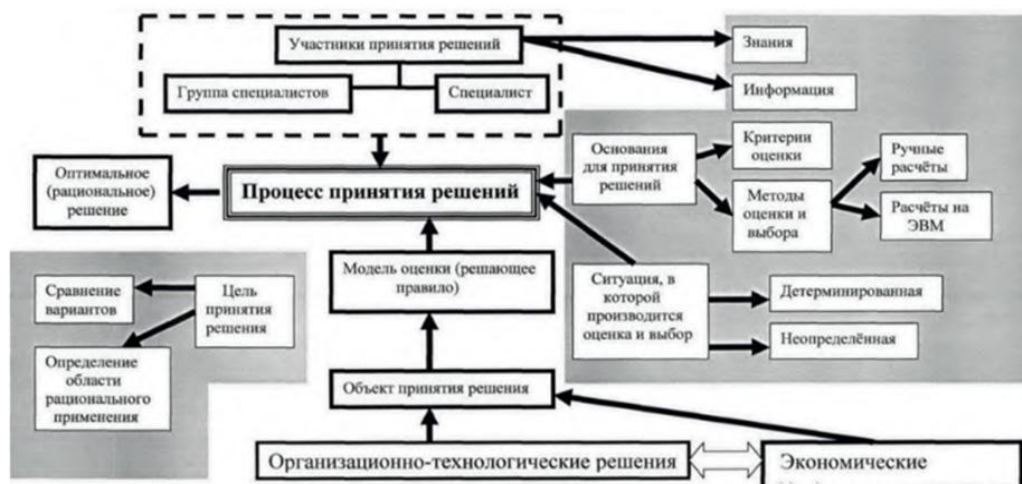 Участники принятия решений
Группа специалистов
Специалист
Знания
Информация
Оптимальное
(рациональное)
решение
Процесс принятия решений
Основания
для принятия
решений
Критерии
оценки
Методы
оценки и
выбора
Ручные
расчёты
Расчёты на
ЭВМ
Модель оценки (решающее
правило)
Сравнение
вариантов
Цель
принятия
решения
Определение
области
рационального
применения
Ситуация, в
которой
производится
оценка и выбор
Детерминированная
Неопределённая
Объект принятия решения
Организационно-технологические решения
Экономические